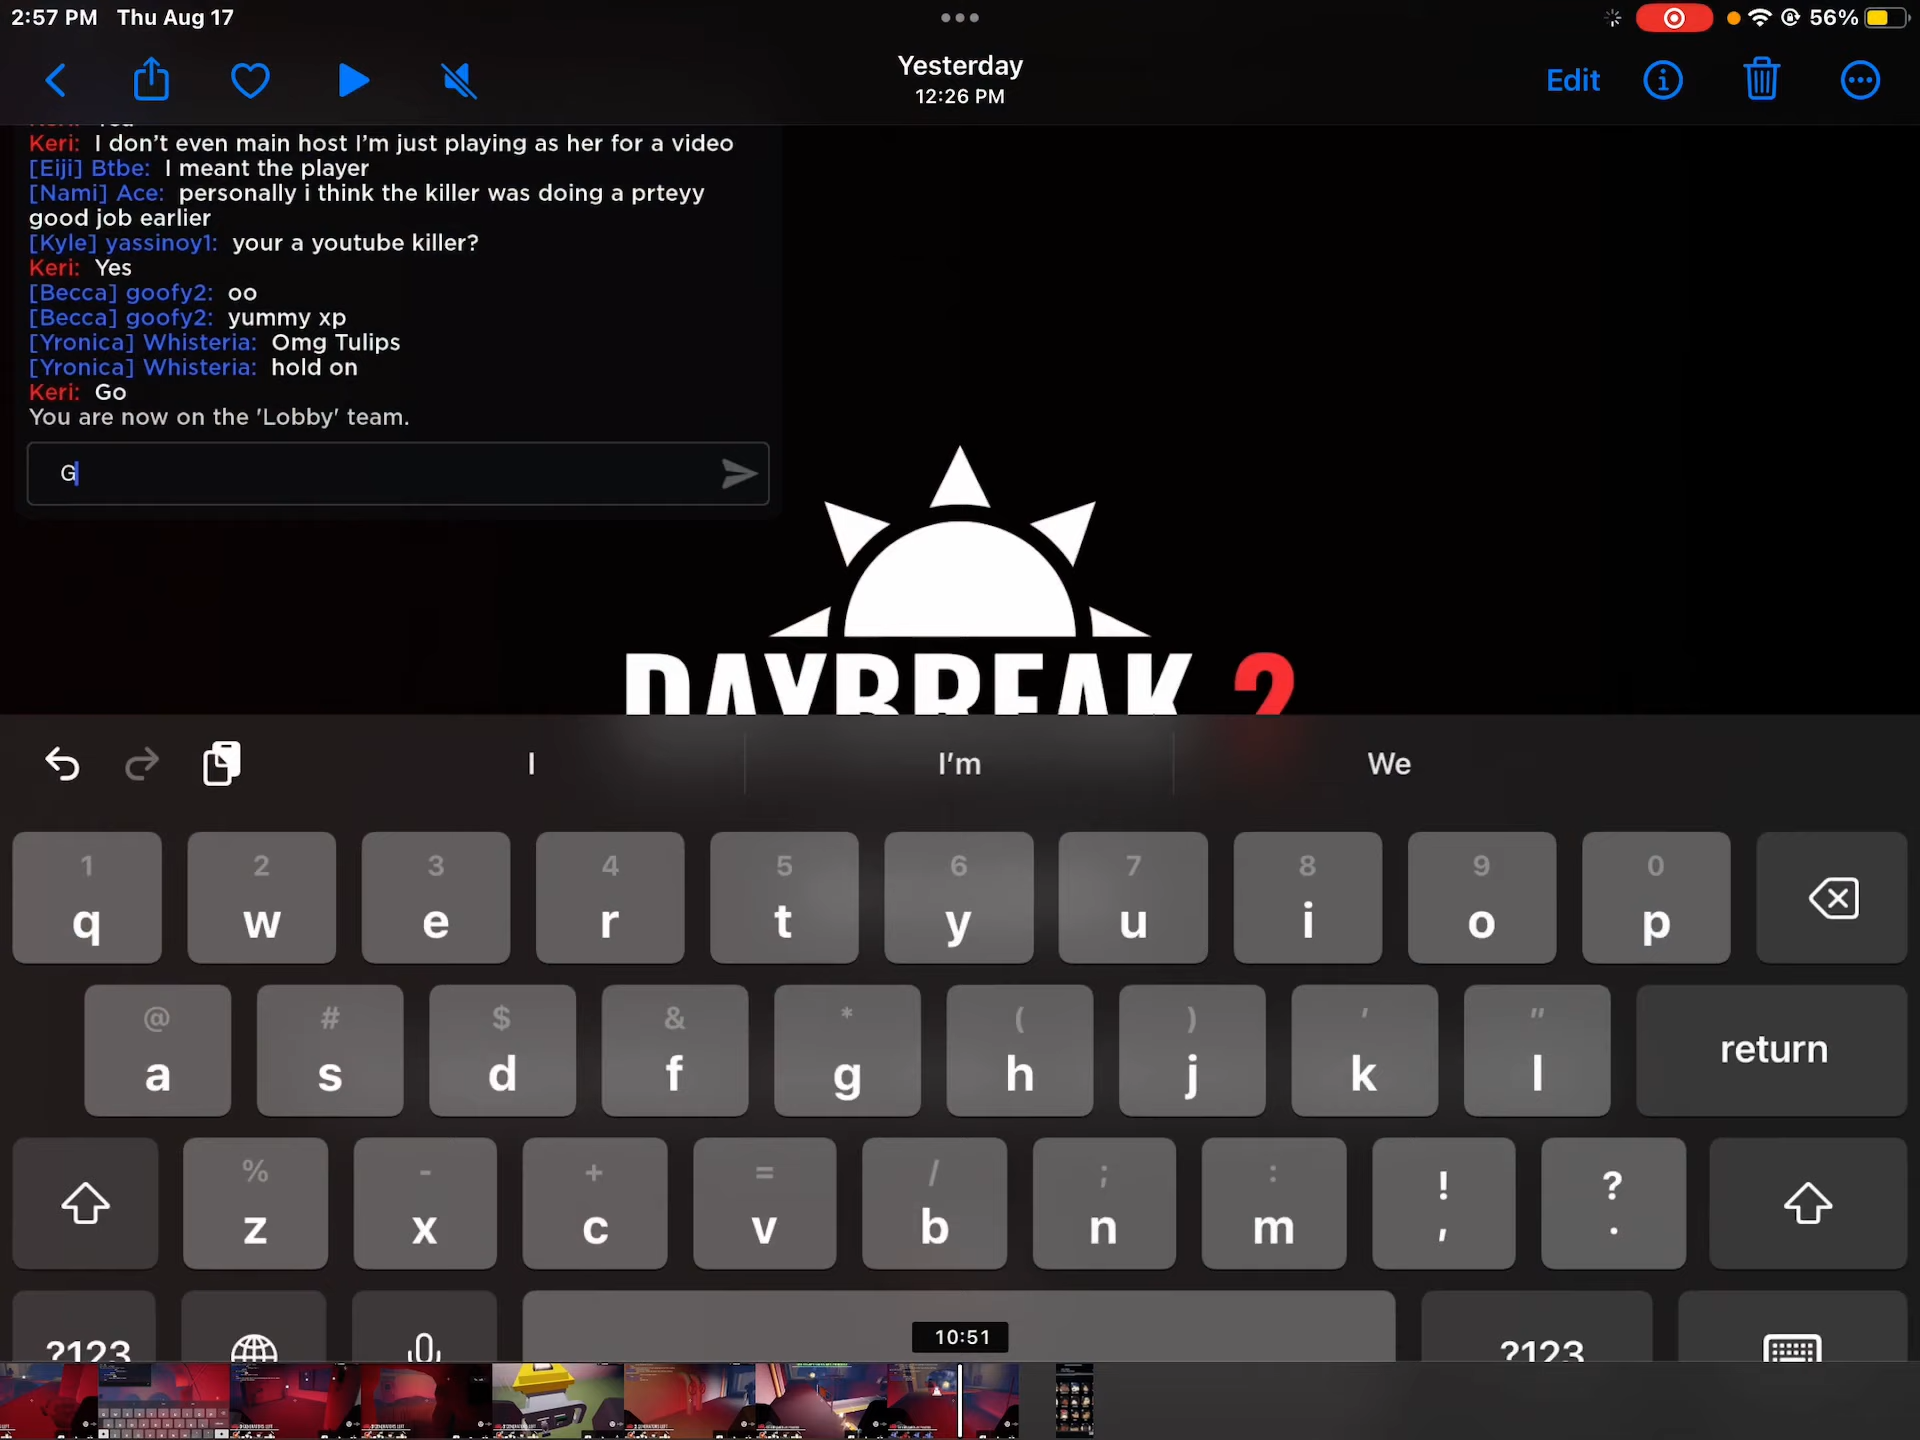 2:57 PM Thu Aug 17
56%
Yesterday
12:26 PM
Edit
Keri: I don't even main host I'm just playing as her for a video
[Eiji] Btbe: I meant the player
[Nami] Ace: personally i think the killer was doing a prteyy
good job earlier
[Kyle] yassinoy1: your a youtube killer?
Keri: Yes
[Becca] goofy2: oo
[Becca] goofy2: yummy xp
[Yronica] Whisteria: Omg Tulips
[Yronica] Whisteria: hold on
Keri: Go
You are now on the 'Lobby' team.
G
DAYBREAK 2
I I'm We
1 2 3 4 5 6 7 8 9 0
q w e r t y u i o p
@ # $ & * ( ) ' "
a s d f g h j k l return
% - + = / ; : ! ?
z x c v b n m , .
?123 ?123
10:51